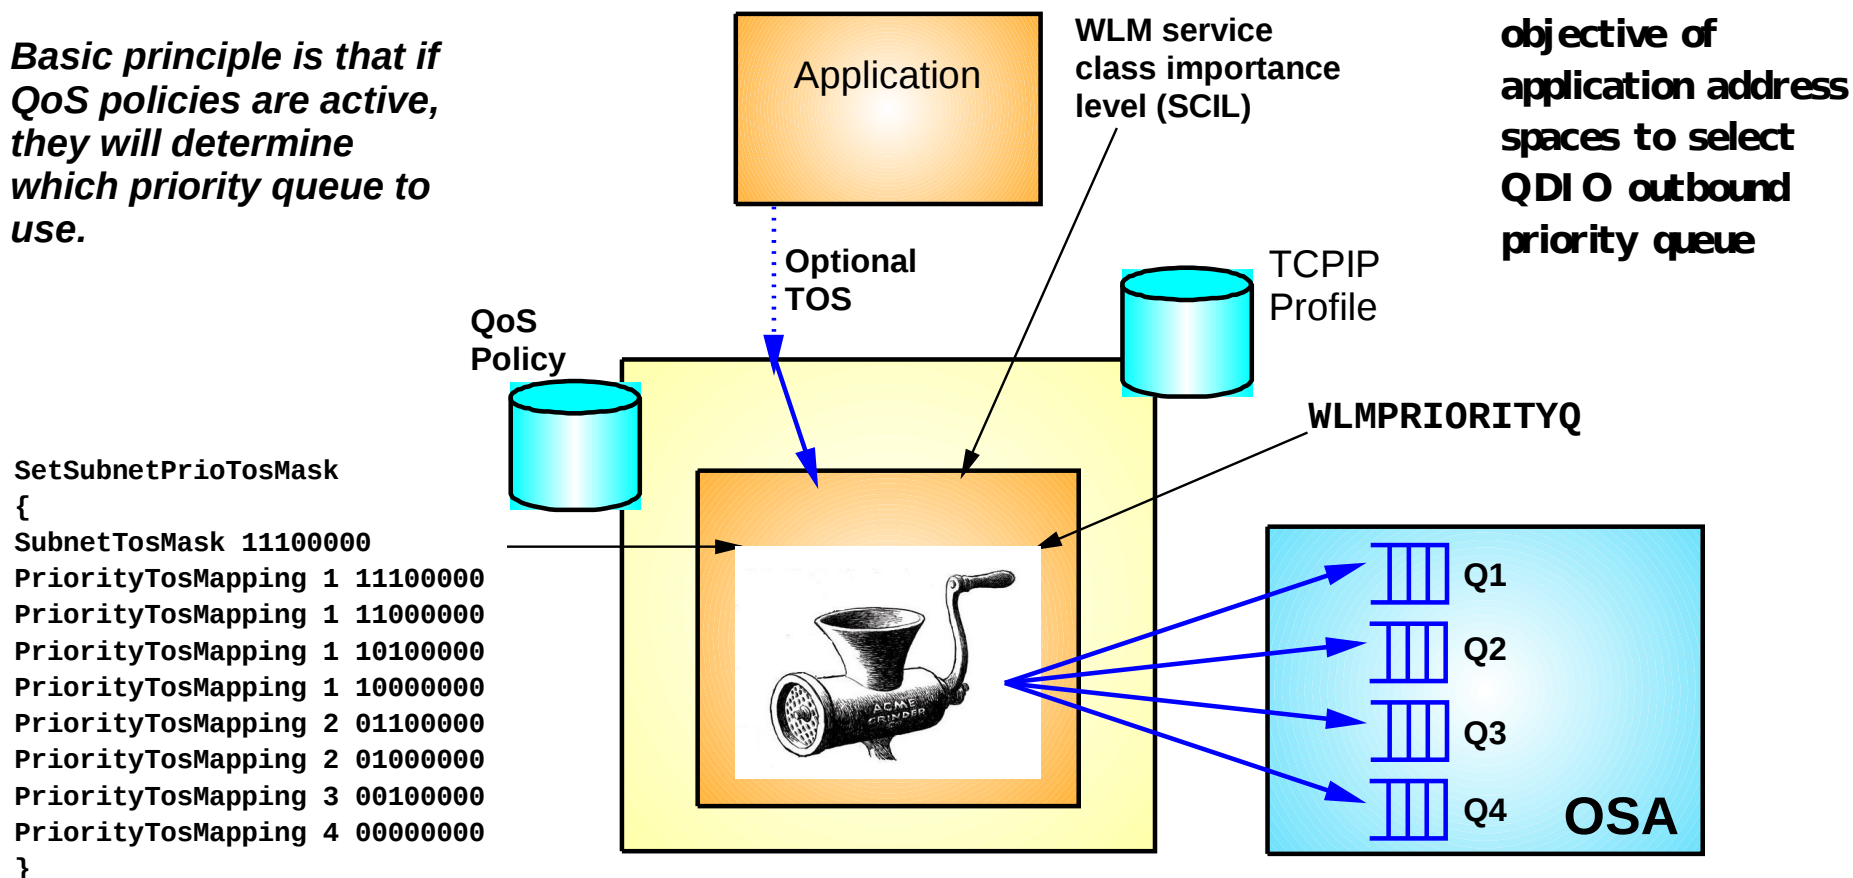 Basic principle is that if
QoS policies are active,
they will determine
which priority queue to
use.
Application
WLM service
class importance
level (SCIL)
objective of
application address
spaces to select
QDIO outbound
priority queue
Optional
TOS
TCPIP
Profile
QoS
Policy
WLMPRIORITYQ
SetSubnetPrioTosMask
{
SubnetTosMask 11100000
PriorityTosMapping 1 11100000
PriorityTosMapping 1 11000000
PriorityTosMapping 1 10100000
PriorityTosMapping 1 10000000
PriorityTosMapping 2 01100000
PriorityTosMapping 2 01000000
PriorityTosMapping 3 00100000
PriorityTosMapping 4 00000000
}
ACME
GRINDER
Q1
Q2
Q3
Q4
OSA